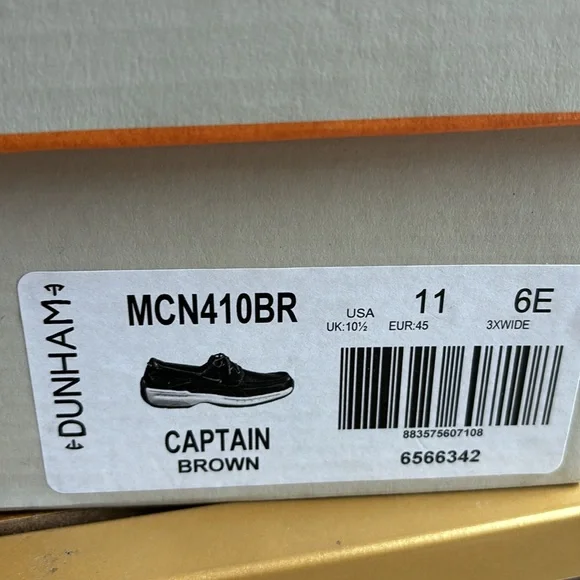 DUNHAM
MCN410BR
USA 11 6E
UK:10½ EUR:45 3XWIDE
883575607108
CAPTAIN
BROWN
6566342